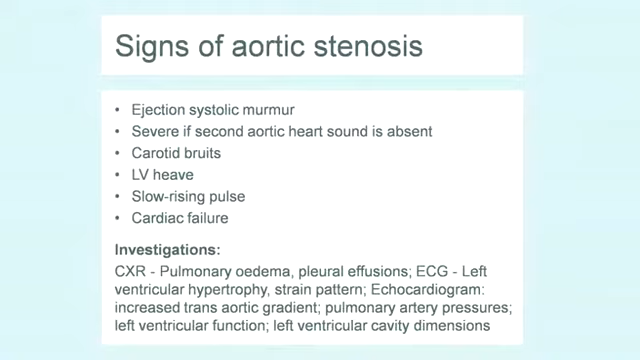 Signs of aortic stenosis
• Ejection systolic murmur
• Severe if second aortic heart sound is absent
• Carotid bruits
• LV heave
• Slow-rising pulse
• Cardiac failure
Investigations:
CXR - Pulmonary oedema, pleural effusions; ECG - Left
ventricular hypertrophy, strain pattern; Echocardiogram:
increased trans aortic gradient; pulmonary artery pressures;
left ventricular function; left ventricular cavity dimensions